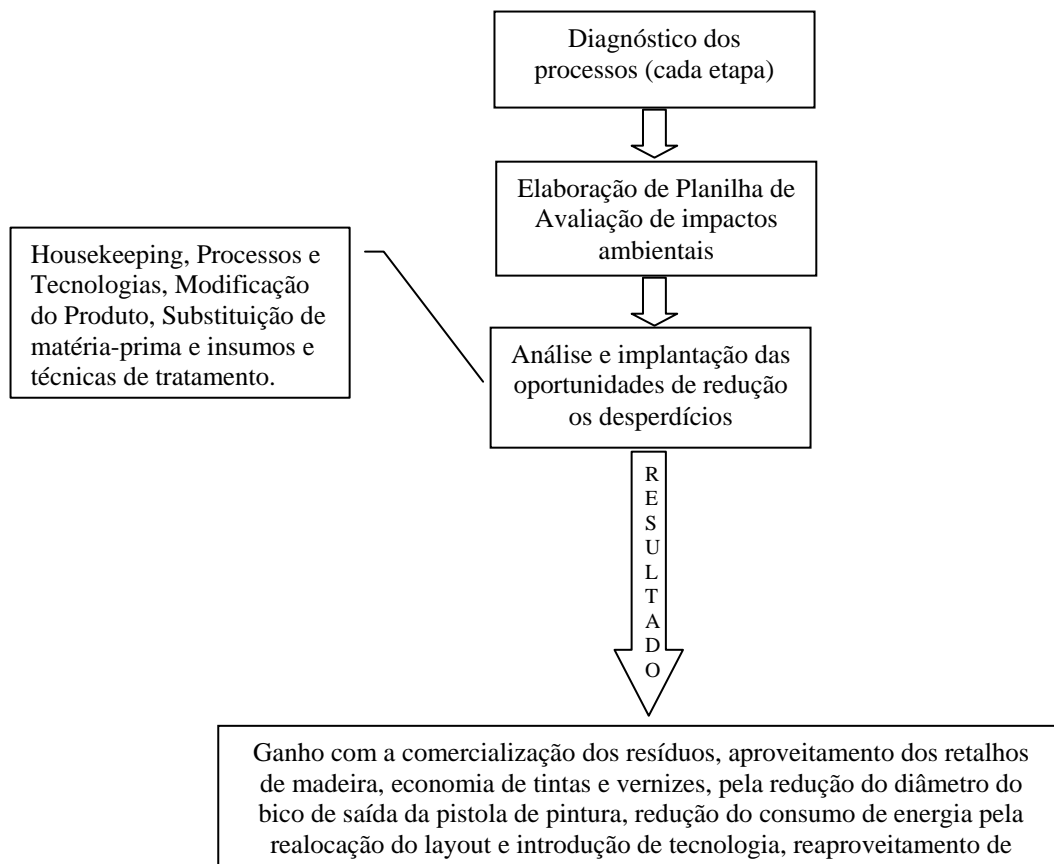 Diagnóstico dos
processos (cada etapa)
Elaboração de Planilha de
Avaliação de impactos
ambientais
Housekeeping, Processos e
Tecnologias, Modificação
do Produto, Substituição de
matéria-prima e insumos e
técnicas de tratamento.
Análise e implantação das
oportunidades de redução
os desperdícios
RESULTADO
Ganho com a comercialização dos resíduos, aproveitamento dos retalhos
de madeira, economia de tintas e vernizes, pela redução do diâmetro do
bico de saída da pistola de pintura, redução do consumo de energia pela
realocação do layout e introdução de tecnologia, reaproveitamento de